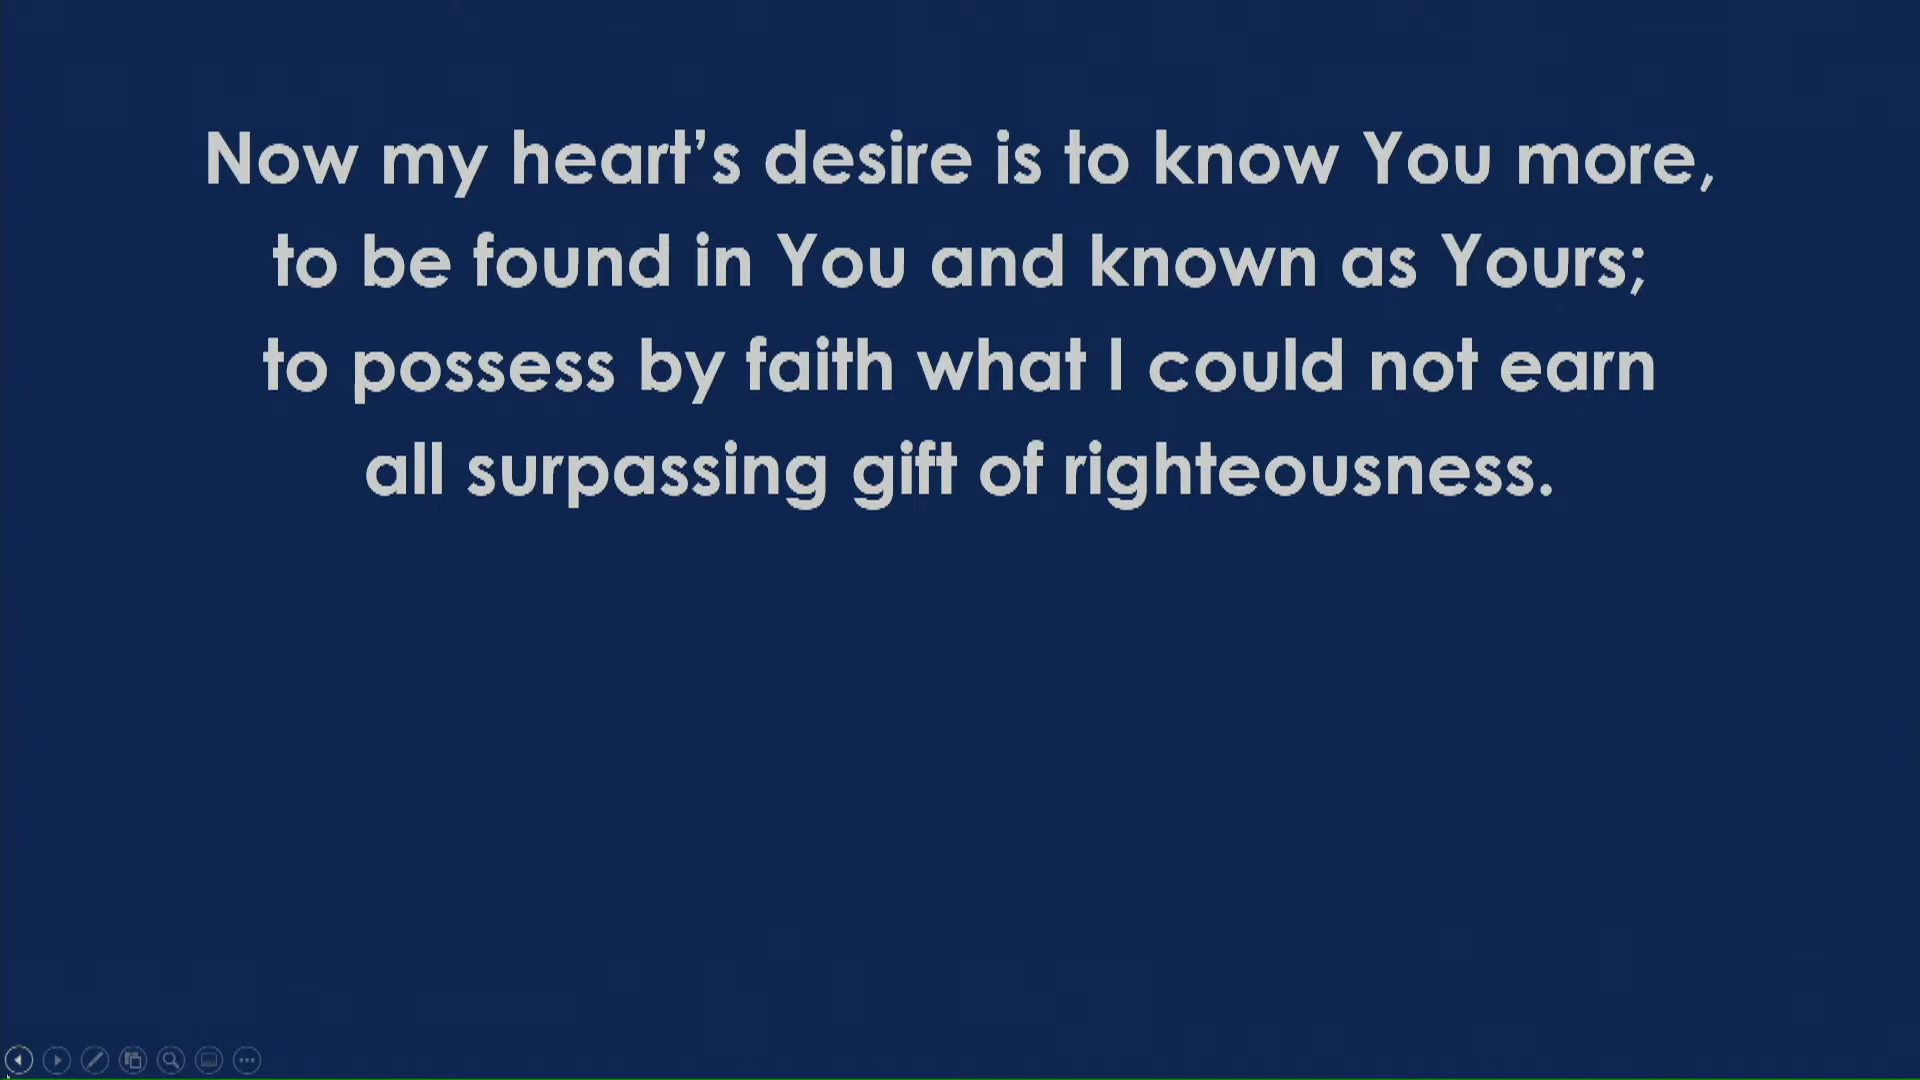 Now my heart’s desire is to know You more,
to be found in You and known as Yours;
to possess by faith what I could not earn
all surpassing gift of righteousness.